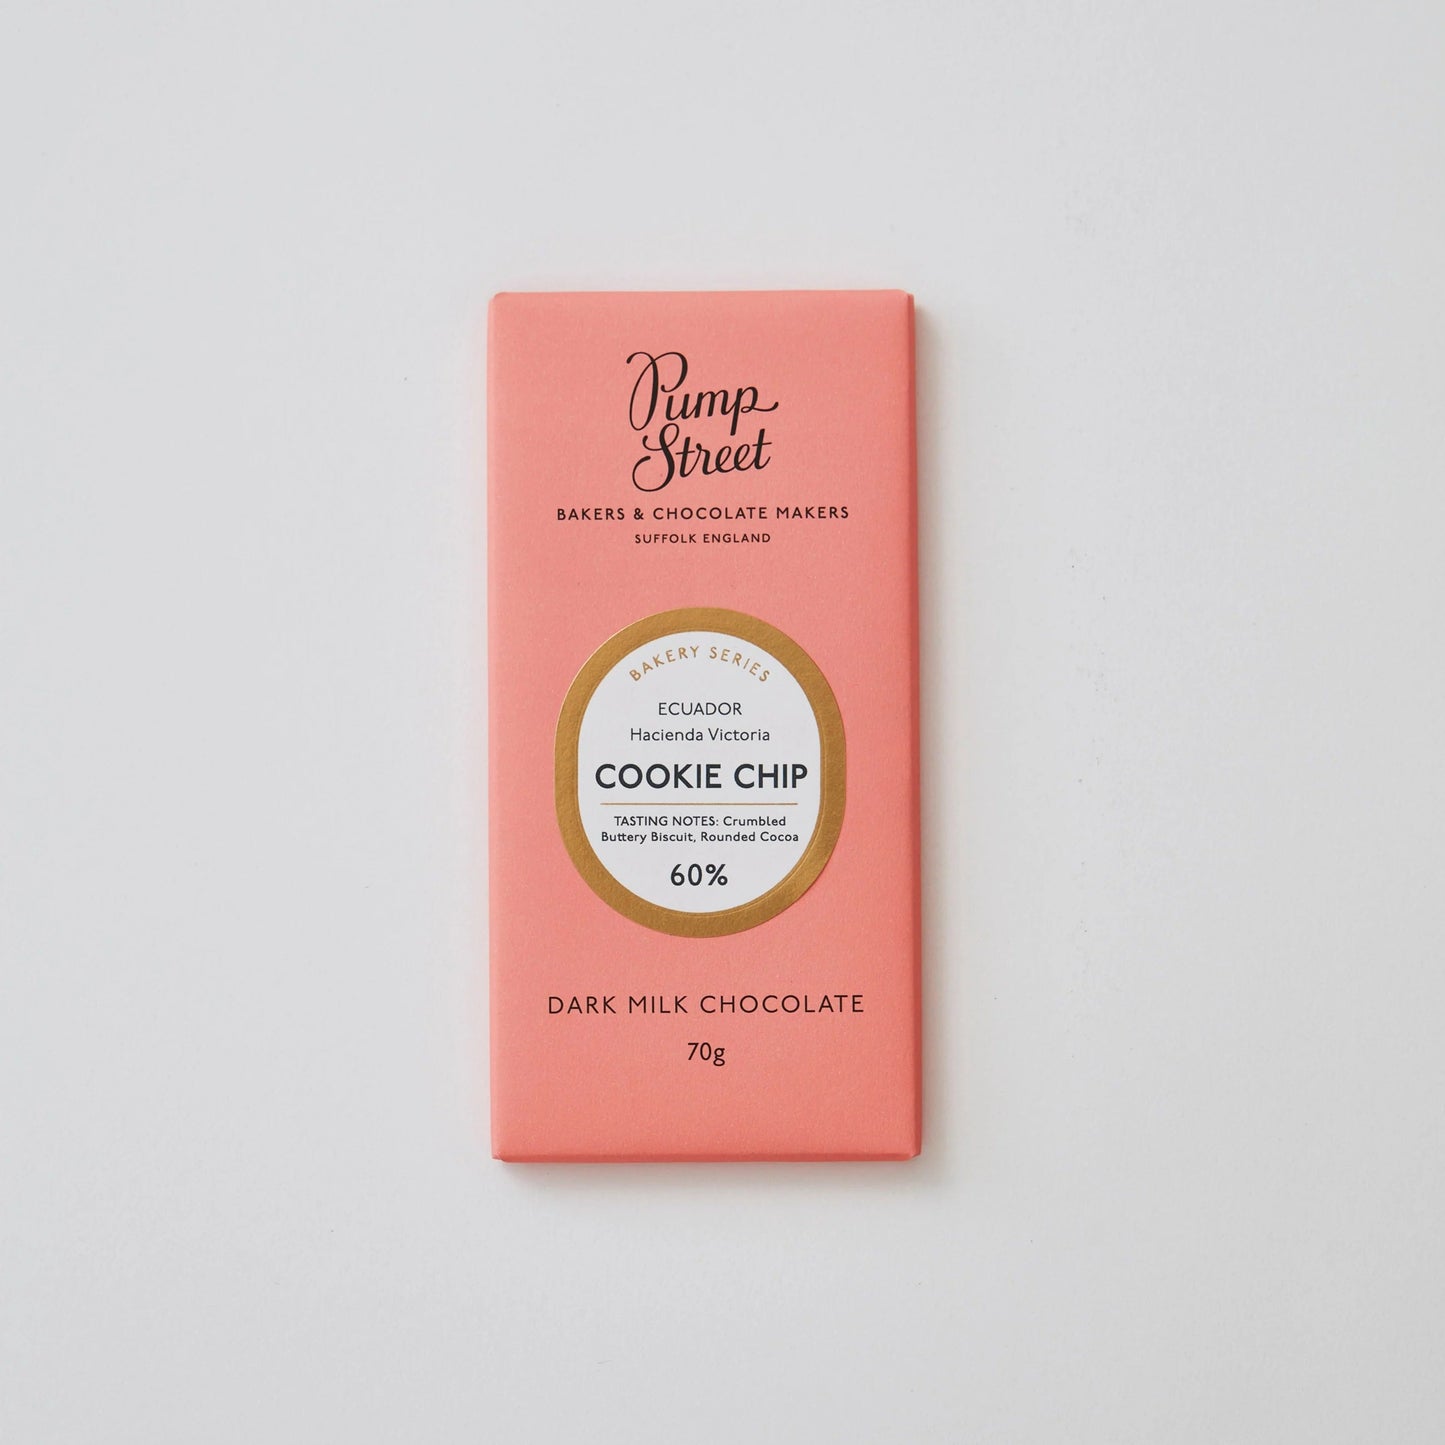 Pump
Street
BAKERS & CHOCOLATE MAKERS
SUFFOLK ENGLAND
BAKERY SERIES
ECUADOR
Hacienda Victoria
COOKIE CHIP
TASTING NOTES: Crumbled
Buttery Biscuit, Rounded Cocoa
60%
DARK MILK CHOCOLATE
70g